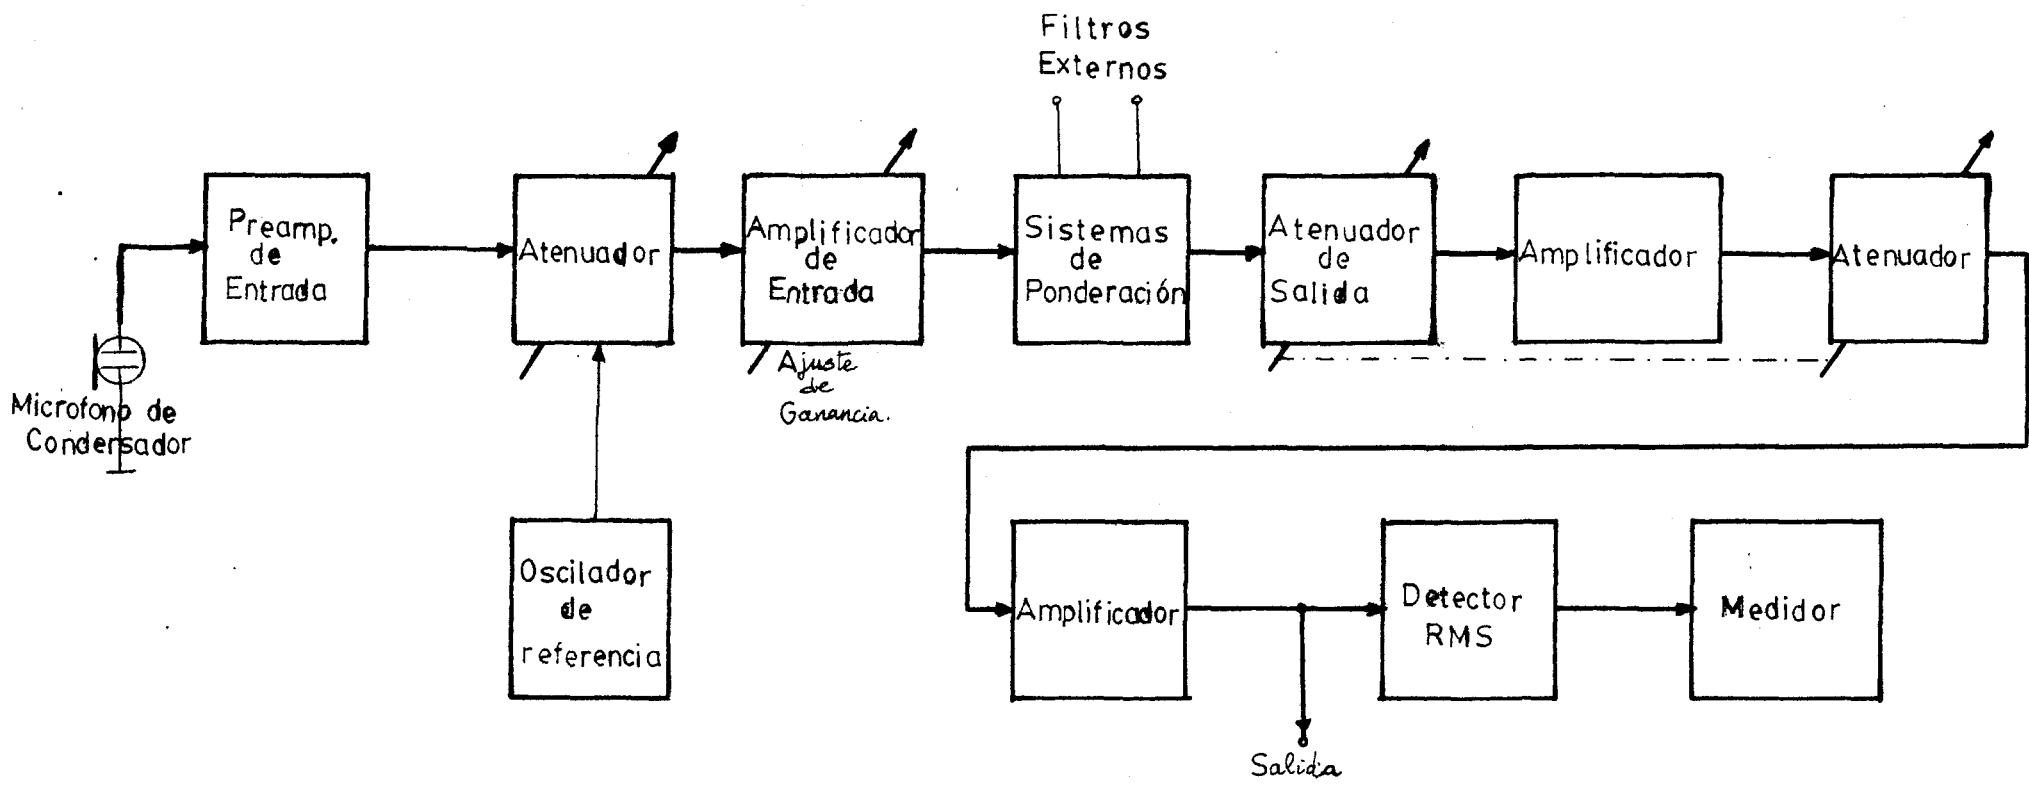 Filtros
Externos
Preamp.
de
Entrada
Atenuador
Amplificador
de
Entrada
Sistemas
de
Ponderación
Atenuador
de
Salida
Amplificador
Atenuador
Ajuste
de
Ganancia.
Microfono de
Condensador
Oscilador
de
referencia
Amplificador
Detector
RMS
Medidor
Salida